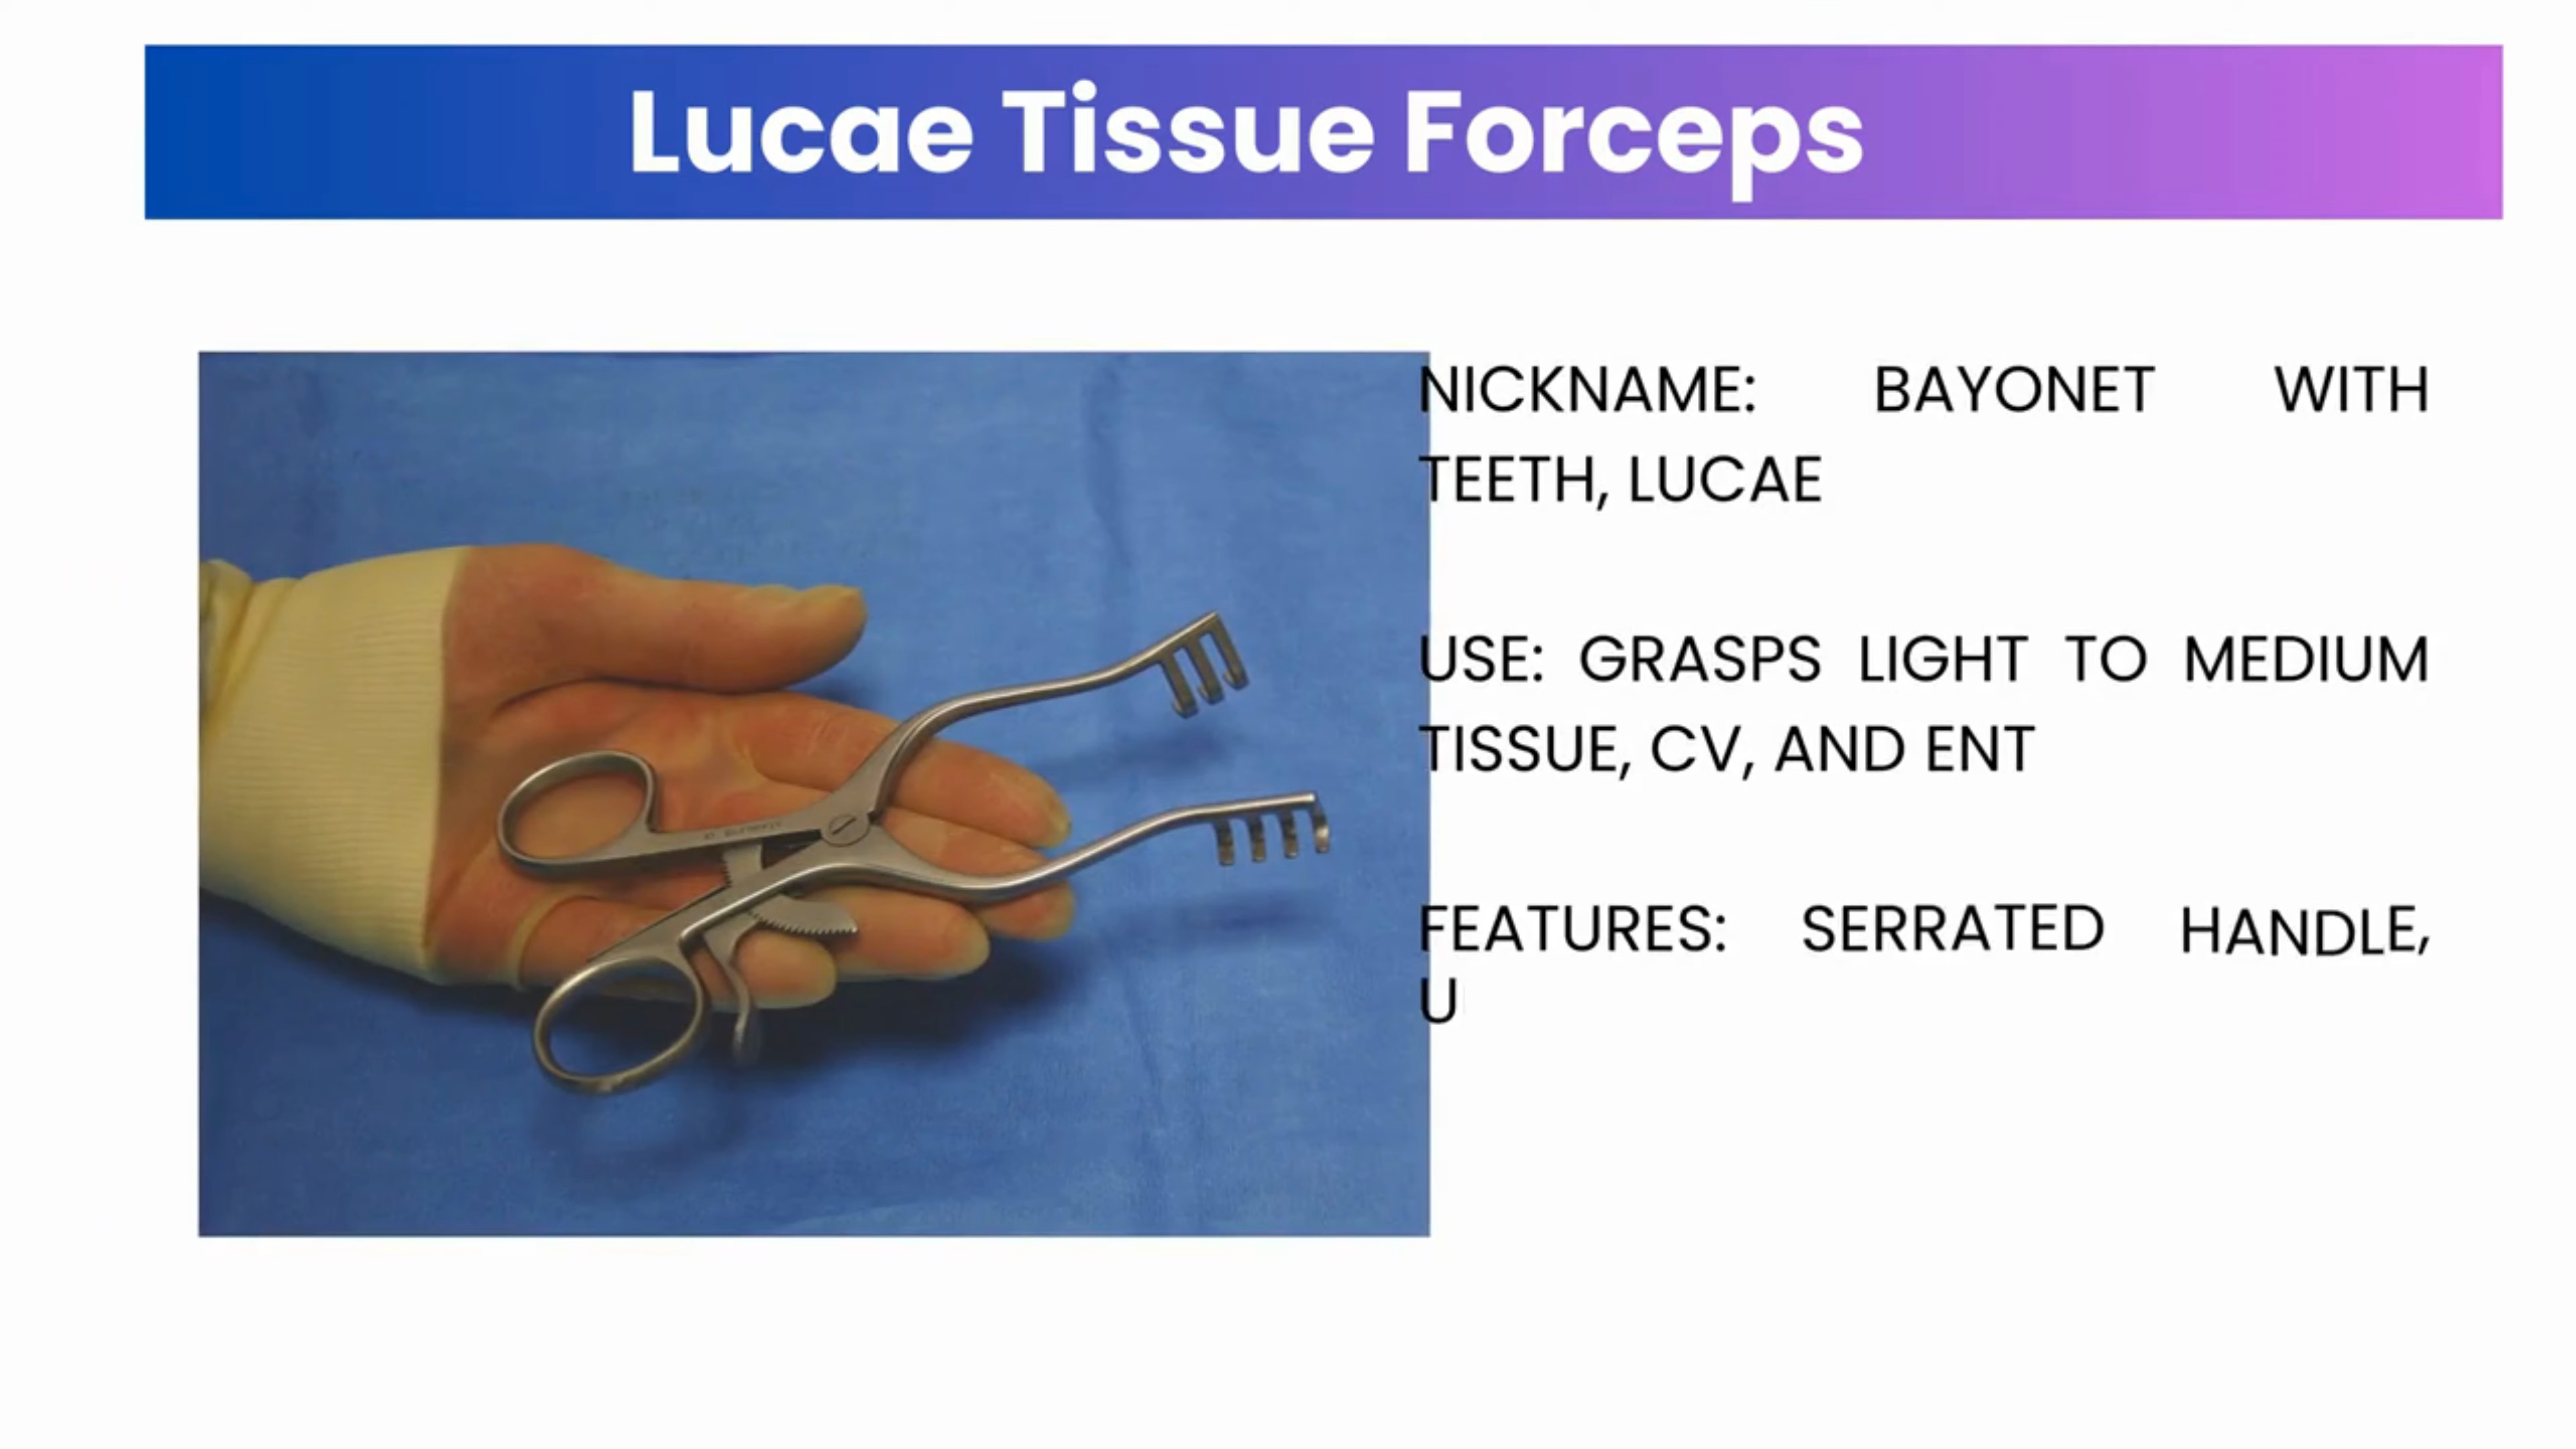 Lucae Tissue Forceps
NICKNAME: BAYONET WITH
TEETH, LUCAE
USE: GRASPS LIGHT TO MEDIUM
TISSUE, CV, AND ENT
FEATURES: SERRATED HANDLE,
U